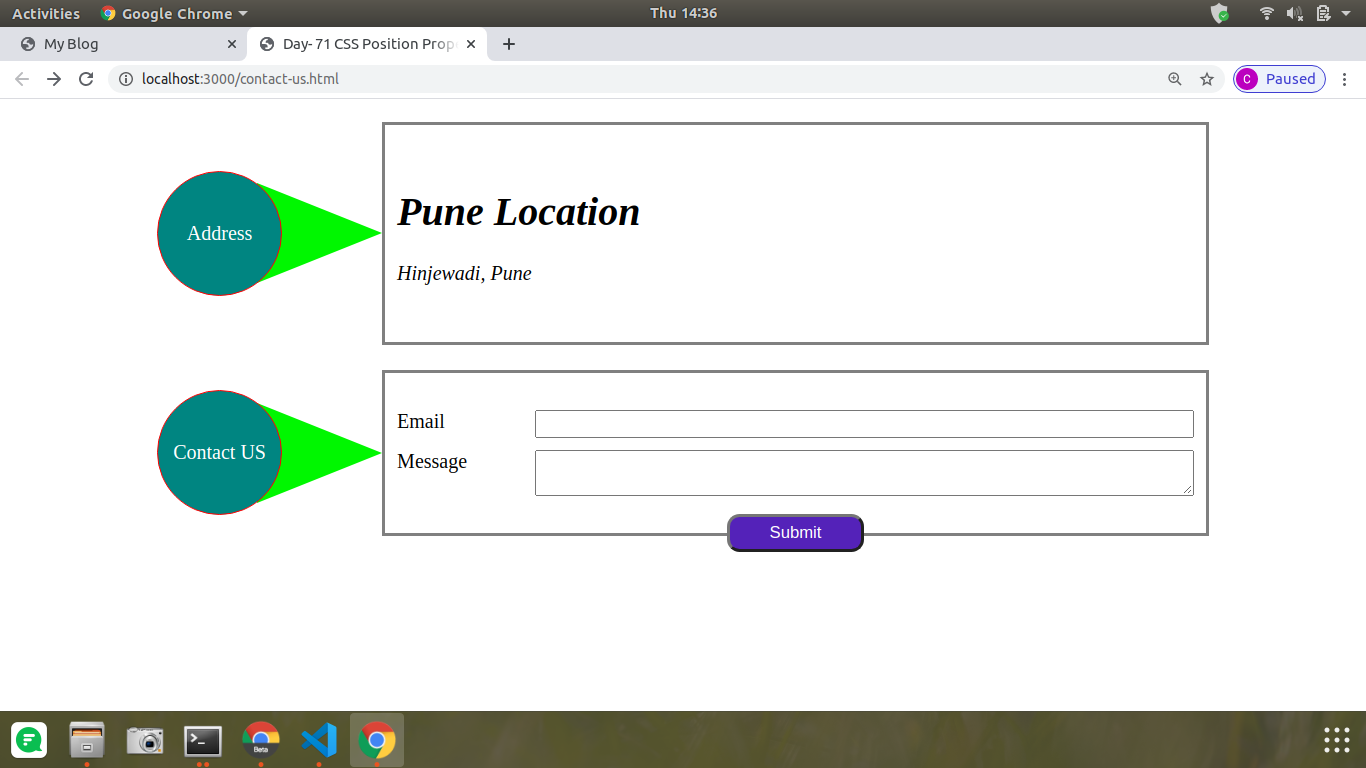 Activities Google Chrome Thu 14:36
My Blog Day- 71 CSS Position Prop
localhost:3000/contact-us.html C Paused
Address
Pune Location
Hinjewadi, Pune
Contact US
Email
Message
Submit
Beta